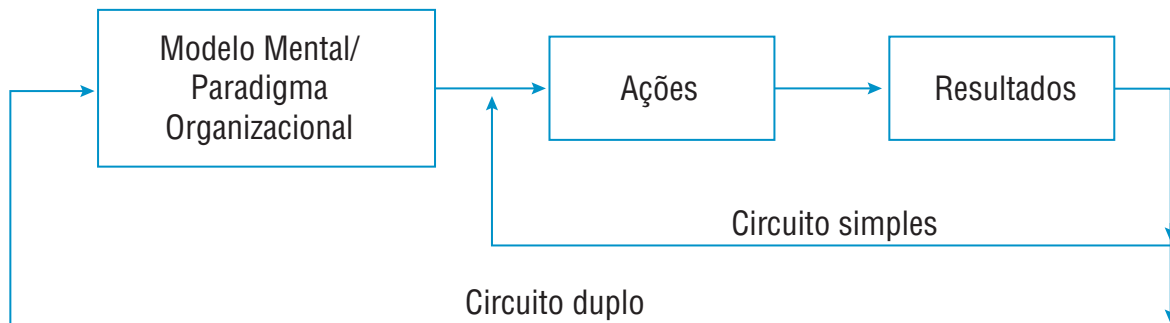 Modelo Mental/
Paradigma
Organizacional
Ações
Resultados
Circuito simples
Circuito duplo